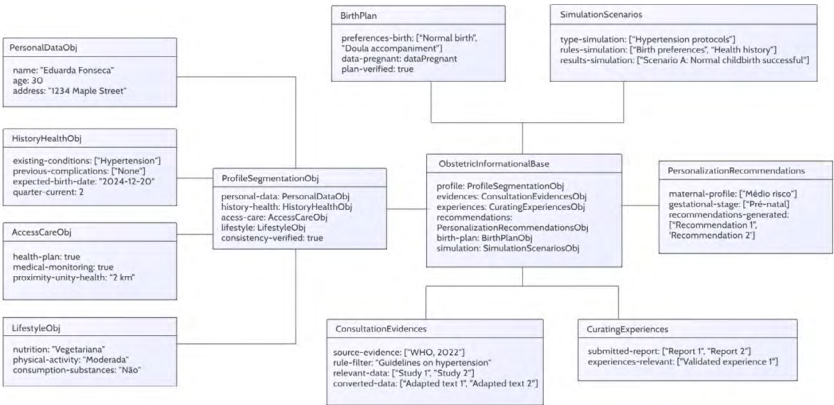 BirthPlan
preferences-birth: ["Normal birth",
"Doula accompaniment"]
data-pregnant: dataPregnant
plan-verified: true
SimulationScenarios
type-simulation: ["Hypertension protocols"]
rules-simulation: ["Birth preferences", "Health history"]
results-simulation: ["Scenario A: Normal childbirth successful"]
PersonalDataObj
name: "Eduarda Fonseca"
age: 30
address: "1234 Maple Street"
HistoryHealthObj
existing-conditions: ["Hypertension"]
previous-complications: ["None"]
expected-birth-date: "2024-12-20"
quarter-current: 2
ProfileSegmentationObj
personal-data: PersonalDataObj
history-health: HistoryHealthObj
acess-care: AccessCareObj
lifestyle: LifestyleObj
consistency-verified: true
ObstetricInformationalBase
profile: ProfileSegmentationObj
evidences: ConsultationEvidencesObj
experiences: CuratingExperiencesObj
recommendations:
PersonalizationRecommendationsObj
birth-plan: BirthPlanObj
simulation: SimulationScenariosObj
PersonalizationRecommendations
maternal-profile: ["Médio risco"]
gestational-stage: ["Pré-natal]
recommendations-generated:
["Recommendation 1",
'Recommendation 2']
AccessCareObj
health-plan: true
medical-monitoring: true
proximity-unity-health: "2 km"
LifestyleObj
nutrition: "Vegetariana"
physical-activity: "Moderada"
consumption-substances: "Não"
ConsultationEvidences
source-evidence: ["WHO, 2022"]
rule-filter: "Guidelines on hypertension"
relevant-data: ["Study 1", "Study 2"]
converted-data: ["Adapted text 1", "Adapted text 2"]
CuratingExperiences
submitted-report: ["Report 1", "Report 2"]
experiences-relevant: ["Validated experience 1"]